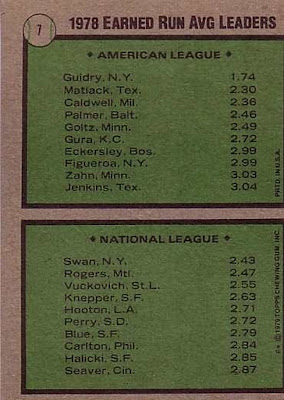 7
1978 EARNED RUN AVG LEADERS
◆ AMERICAN LEAGUE ◆
Guidry, N.Y. 1.74
Matlack, Tex. 2.30
Caldwell, Mil. 2.36
Palmer, Balt. 2.46
Goltz, Minn. 2.49
Gura, K.C. 2.72
Eckersley, Bos. 2.99
Figueroa, N.Y. 2.99
Zahn, Minn. 3.03
Jenkins, Tex. 3.04
PRTD. IN U.S.A.
◆ NATIONAL LEAGUE ◆
Swan, N.Y. 2.43
Rogers, Mtl. 2.47
Vuckovich, St.L. 2.55
Knepper, S.F. 2.63
Hooton, L.A. 2.71
Perry, S.D. 2.72
Blue, S.F. 2.79
Carlton, Phil. 2.84
Halicki, S.F. 2.85
Seaver, Cin. 2.87
© 1979 TOPPS CHEWING GUM, INC.